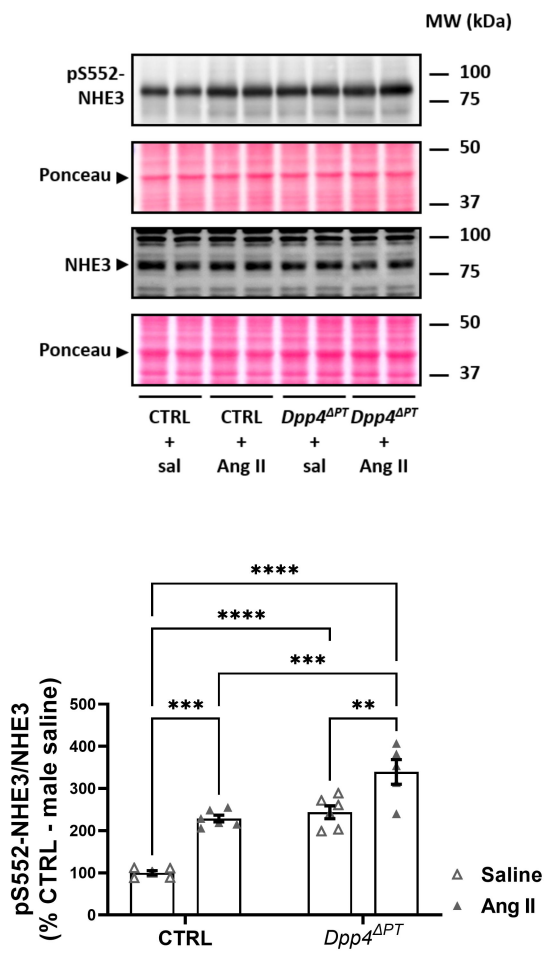 MW (kDa)
pS552-
NHE3
100
75
Ponceau
50
37
NHE3
100
75
Ponceau
50
37
CTRL CTRL Dpp4ΔPT Dpp4ΔPT
+ + + +
sal Ang II sal Ang II
****
****
***
*** **
pS552-NHE3/NHE3
(% CTRL - male saline)
500
400
300
200
100
0
CTRL Dpp4ΔPT
Saline
Ang II